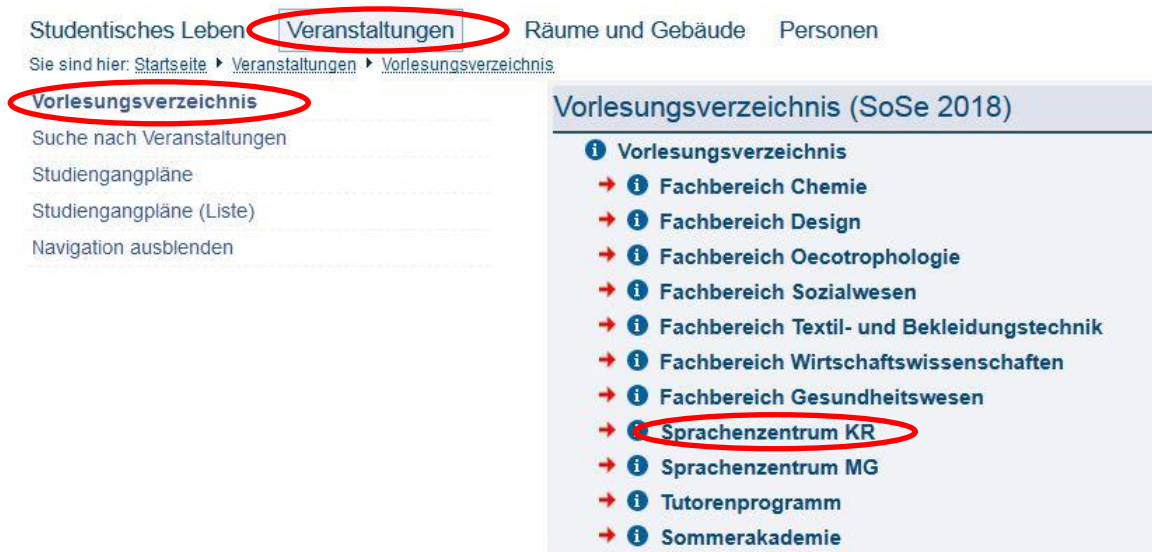 Studentisches Leben Veranstaltungen Räume und Gebäude Personen
Sie sind hier: Startseite Veranstaltungen Vorlesungsverzeichnis
Vorlesungsverzeichnis
Suche nach Veranstaltungen
Studiengangpläne
Studiengangpläne (Liste)
Navigation ausblenden
Vorlesungsverzeichnis (SoSe 2018)
Vorlesungsverzeichnis
Fachbereich Chemie
Fachbereich Design
Fachbereich Oecotrophologie
Fachbereich Sozialwesen
Fachbereich Textil- und Bekleidungstechnik
Fachbereich Wirtschaftswissenschaften
Fachbereich Gesundheitswesen
Sprachenzentrum KR
Sprachenzentrum MG
Tutorenprogramm
Sommerakademie